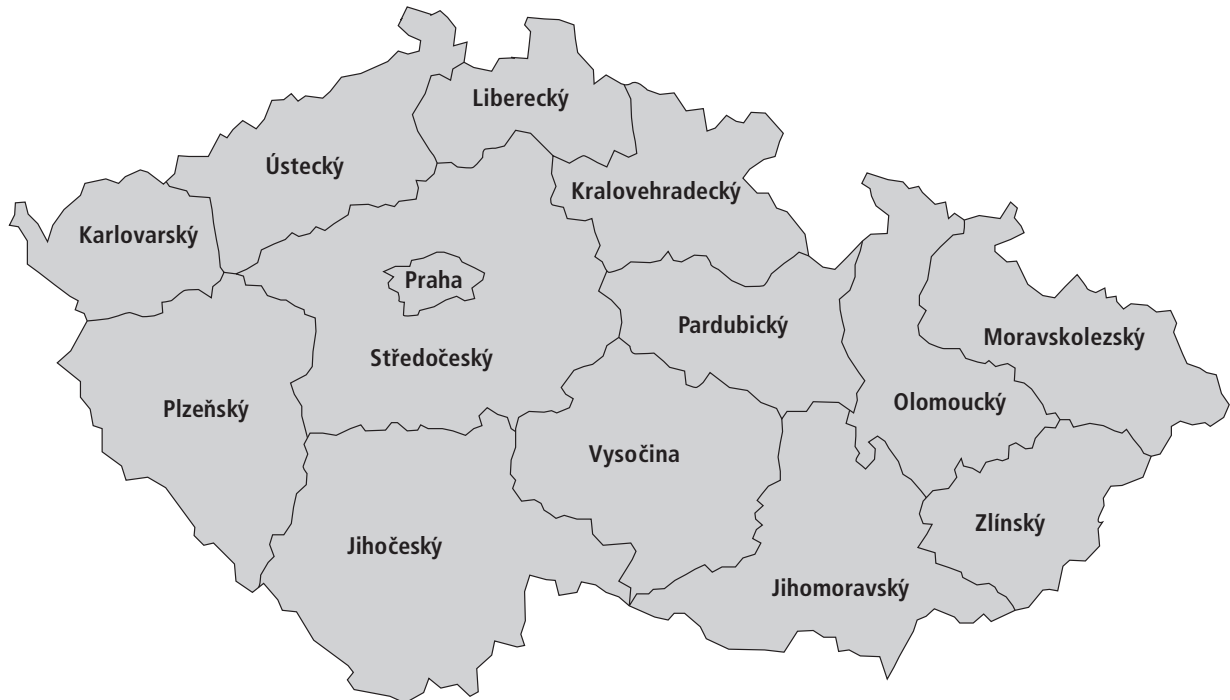 Liberecký
Ústecký
Kralovehradecký
Karlovarský
Praha
Pardubický
Moravskolezský
Středočeský
Olomoucký
Plzeňský
Vysočina
Zlínský
Jihočeský
Jihomoravský